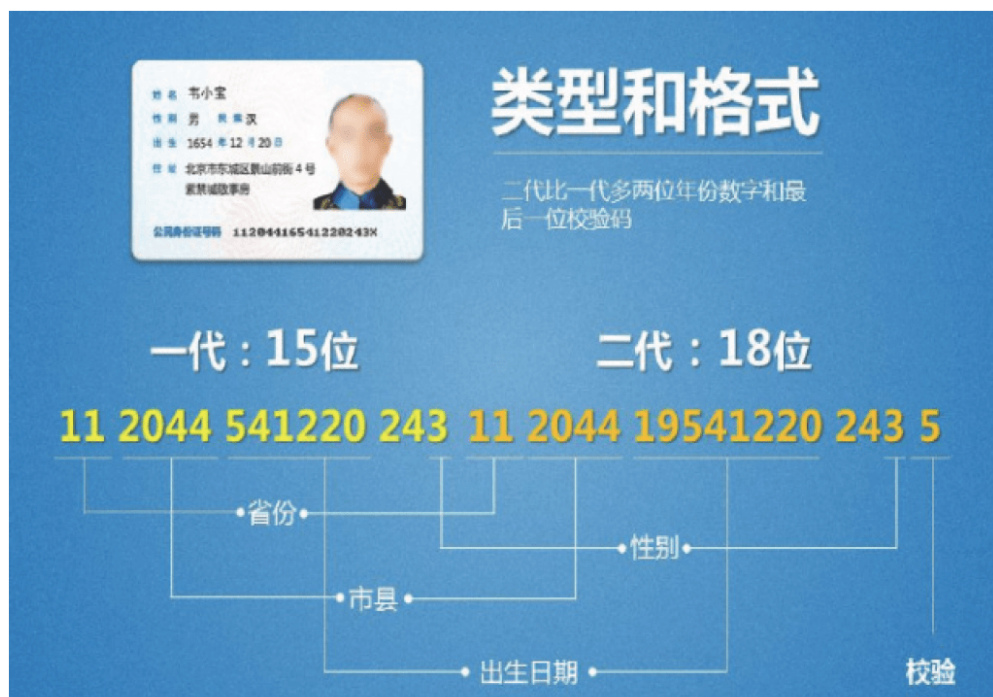 姓名 韦小宝
性别 男 民族 汉
出生 1654 年 12 月 20 日
住址 北京市东城区景山前街 4 号
紫禁城敬事房
公民身份证号码 11204416541220243X
类型和格式
二代比一代多两位年份数字和最
后一位校验码
一代：15位
二代：18位
11 2044 541220 243
11 2044 19541220 243 5
省份
性别
市县
出生日期
校验